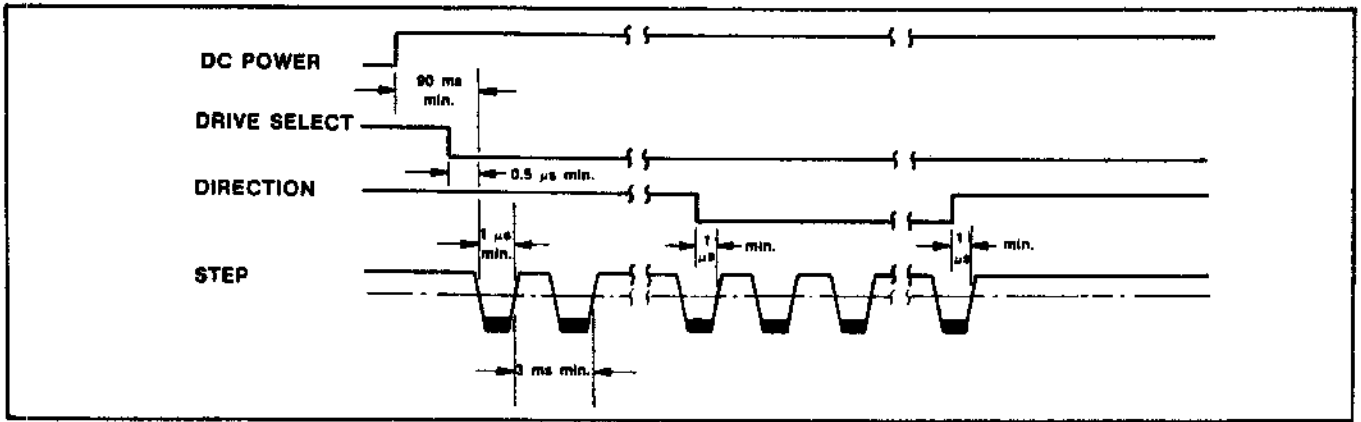 DC POWER
90 ms
min.
DRIVE SELECT
0.5 µs min.
DIRECTION
1 µs
min.
1
µs
min.
1
µs
min.
STEP
3 ms min.